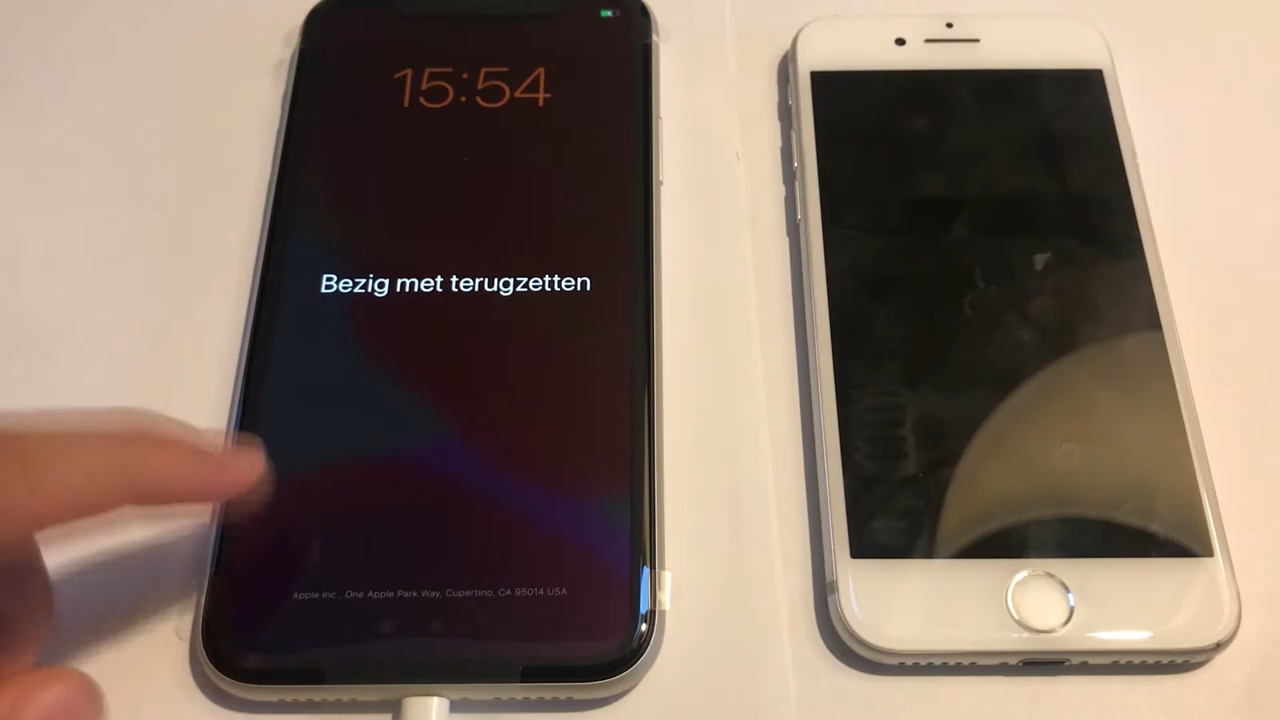 15:54
Bezig met terugzetten
Apple Inc., One Apple Park Way, Cupertino, CA 95014 USA